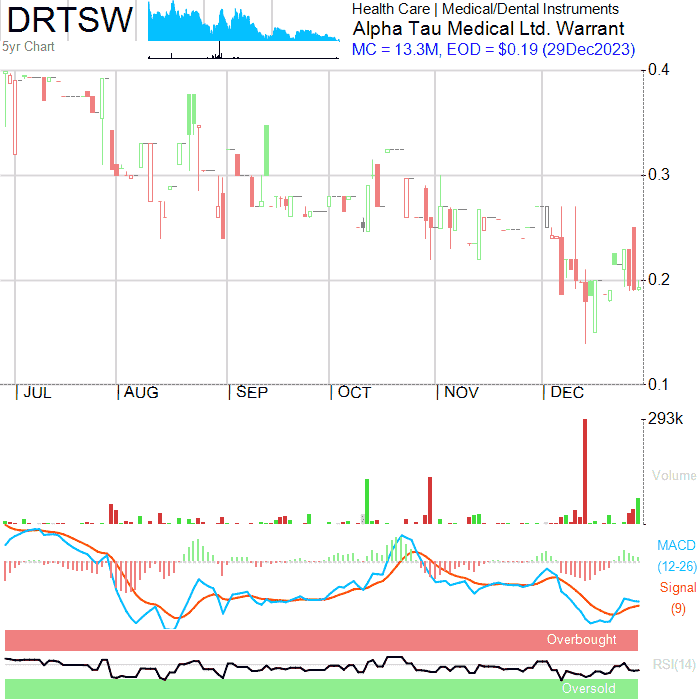 DRTSW
5yr Chart
Health Care | Medical/Dental Instruments
Alpha Tau Medical Ltd. Warrant
MC = 13.3M, EOD = $0.19 (29Dec2023)
0.4
0.3
0.2
0.1
JUL AUG SEP OCT NOV DEC
293k
Volume
MACD
(12-26)
Signal
(9)
Overbought
RSI(14)
Oversold